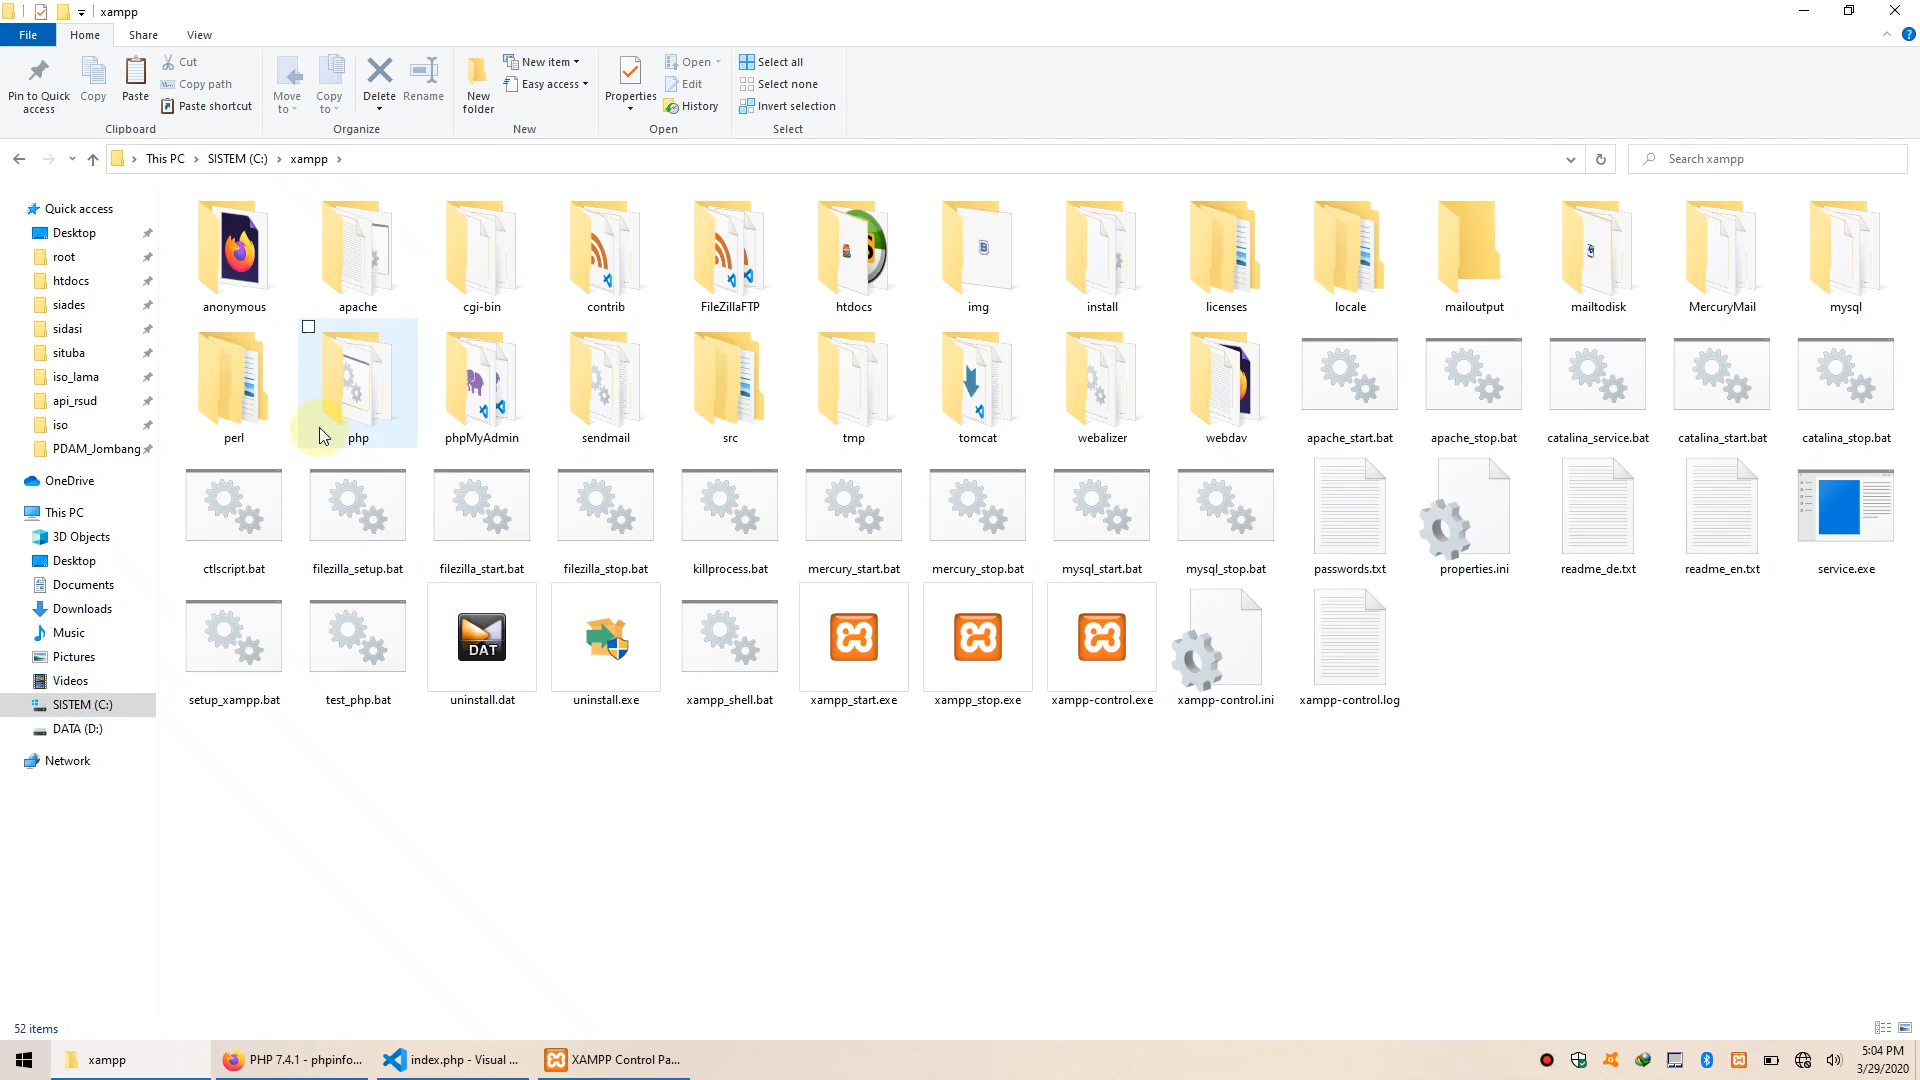 xampp
File Home Share View
Pin to Quick access
Copy
Paste
Cut
Copy path
Paste shortcut
Clipboard
Move to
Copy to
Delete
Rename
Organize
New folder
New item
Easy access
New
Properties
Open
Edit
History
Open
Select all
Select none
Invert selection
Select
This PC › SISTEM (C:) › xampp ›
Search xampp
Quick access
Desktop
root
htdocs
siades
sidasi
situba
iso_lama
api_rsud
iso
PDAM_Jombang
OneDrive
This PC
3D Objects
Desktop
Documents
Downloads
Music
Pictures
Videos
SISTEM (C:)
DATA (D:)
Network
anonymous apache cgi-bin contrib FileZillaFTP htdocs img install licenses locale mailoutput mailtodisk MercuryMail mysql
perl php phpMyAdmin sendmail src tmp tomcat webalizer webdav apache_start.bat apache_stop.bat catalina_service.bat catalina_start.bat catalina_stop.bat
ctlscript.bat filezilla_setup.bat filezilla_start.bat filezilla_stop.bat killprocess.bat mercury_start.bat mercury_stop.bat mysql_start.bat mysql_stop.bat passwords.txt properties.ini readme_de.txt readme_en.txt service.exe
DAT
setup_xampp.bat test_php.bat uninstall.dat uninstall.exe xampp_shell.bat xampp_start.exe xampp_stop.exe xampp-control.exe xampp-control.ini xampp-control.log
52 items
xampp
PHP 7.4.1 - phpinfo...
index.php - Visual ...
XAMPP Control Pa...
5:04 PM
3/29/2020